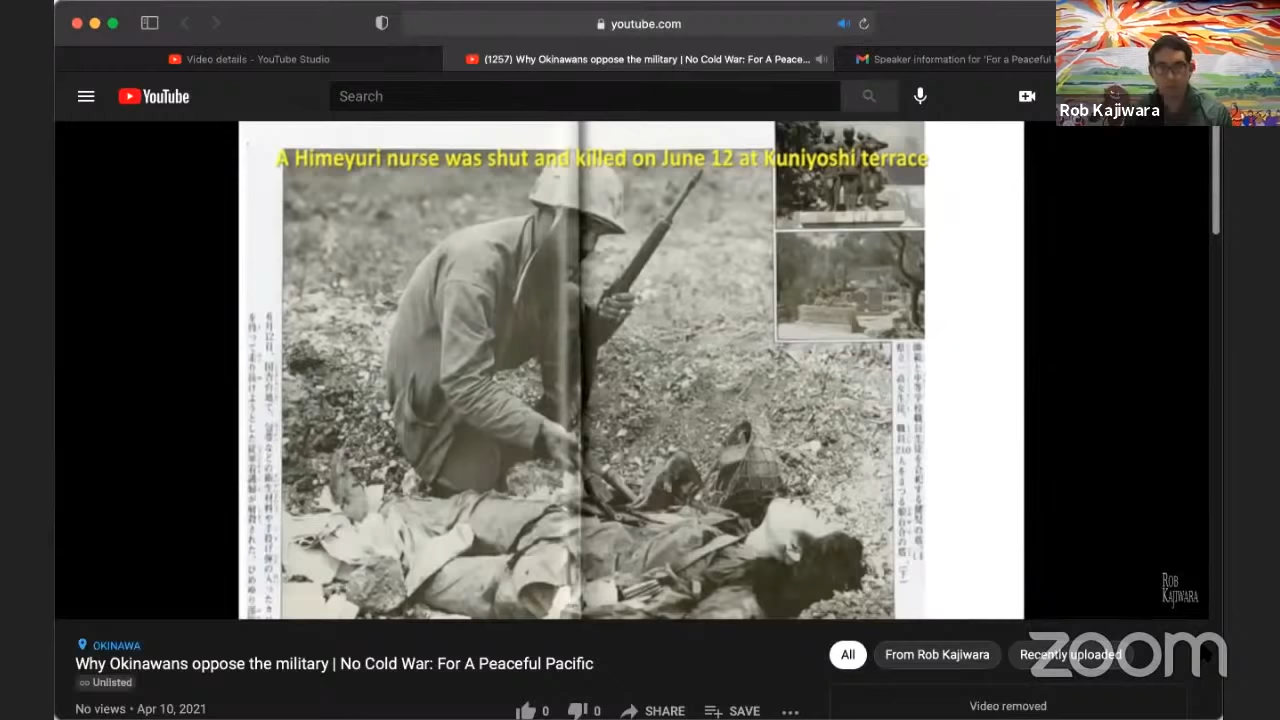 youtube.com
Video details - YouTube Studio
(1257) Why Okinawans oppose the military | No Cold War: For A Peace...
Speaker information for 'For a Peaceful
YouTube
Search
Rob Kajiwara
A Himeyuri nurse was shut and killed on June 12 at Kuniyoshi terrace
ROB
KAJIWARA
OKINAWA
Why Okinawans oppose the military | No Cold War: For A Peaceful Pacific
Unlisted
No views • Apr 10, 2021
0
0
SHARE
SAVE
All
From Rob Kajiwara
Recently uploaded
zoom
Video removed